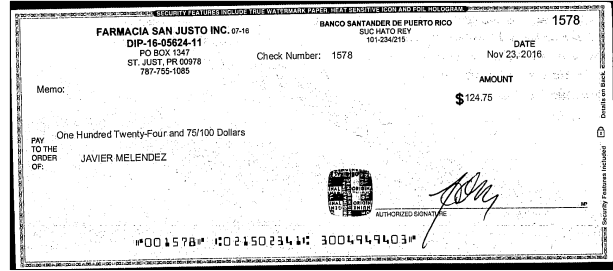 SECURITY FEATURES INCLUDE TRUE WATERMARK PAPER, HEAT SENSITIVE ICON AND FOIL HOLOGRAM.
1578
FARMACIA SAN JUSTO INC. 07-16
DIP-16-05624-11
PO BOX 1347
ST. JUST, PR 00978
787-755-1085
BANCO SANTANDER DE PUERTO RICO
SUC HATO REY
101-234/215
Check Number: 1578
DATE
Nov 23, 2016
Memo:
AMOUNT
$124.75
One Hundred Twenty-Four and 75/100 Dollars
PAY
TO THE
ORDER
OF:
JAVIER MELENDEZ
AUTHORIZED SIGNATURE
MP
⑈001578⑈ ⑆021502341⑆ 3004949403⑈
Security Features Included
Details on Back.